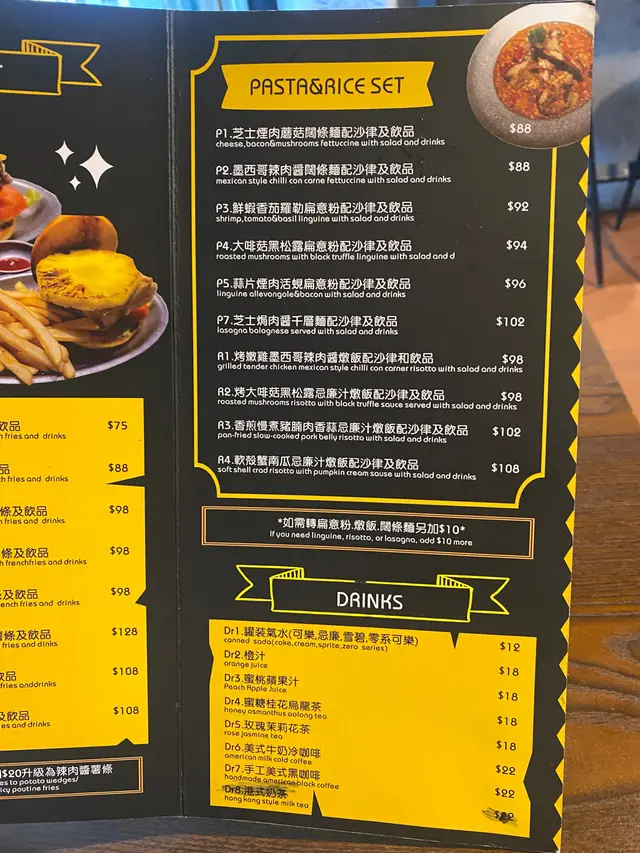 飲品
h fries and drinks
$75
品
h fries and drinks
$88
條及飲品
fries and drinks
$98
條及飲品
h frenchfries and drinks
$98
及飲品
ench fries and drinks
$98
薯條及飲品
fries and dinks
$128
飲品
ries anddrinks
$108
及飲品
es and drinks
$108
$20升級為辣肉醬薯條
es to potato wedges/
icy poutine fries
PASTA&RICE SET
P1.芝士煙肉蘑菇闊條麵配沙律及飲品 $88
cheese,bacon&mushrooms fettuccine with salad and drinks
P2.墨西哥辣肉醬闊條麵配沙律及飲品 $88
mexican style chilli con carne fettuccine with salad and drinks
P3.鮮蝦香茄羅勒扁意粉配沙律及飲品 $92
shrimp,tomato&basil linguine with salad and drinks
P4.大啡菇黑松露扁意粉配沙律及飲品 $94
roasted mushrooms with black truffle linguine with salad and d
P5.蒜片煙肉活蜆扁意粉配沙律及飲品 $96
linguine allevongole&bacon with salad and drinks
P7.芝士焗肉醬千層麵配沙律及飲品 $102
lasagna bolognese served with salad and drinks
R1.烤嫩雞墨西哥辣肉醬燉飯配沙律和飲品 $98
grilled tender chicken mexican style chilli con corner risotto with salad and drinks
R2.烤大啡菇黑松露忌廉汁燉飯配沙律及飲品 $98
roasted mushrooms risotto with black truffle sauce served with salad and drinks
R3.香煎慢煮豬腩肉香蒜忌廉汁燉飯配沙律及飲品 $102
pan-fried slow-cooked pork belly risotto with salad and drinks
R4.軟殼蟹南瓜忌廉汁燉飯配沙律及飲品 $108
soft shell crad risotto with pumpkin cream sauce with salad and drinks
*如需轉扁意粉.燉飯.闊條麵另加$10*
If you need linguine, risotto, or lasagna, add $10 more
DRINKS
Dr1.罐裝氣水(可樂,忌廉,雪碧,零系可樂) $12
canned sada(coke,cream,sprite,zero series)
Dr2.橙汁 $18
orange juice
Dr3.蜜桃蘋果汁 $18
Peach Apple Juice
Dr4.蜜糖桂花烏龍茶 $18
honey osmanthus oolong tea
Dr5.玫瑰茉莉花茶 $18
rose jasmine tea
Dr6.美式牛奶冷咖啡 $22
american milk cold coffee
Dr7.手工美式黑咖啡 $22
handmade american black coffee
Dr8.港式奶茶 $22
hong kong style milk tea